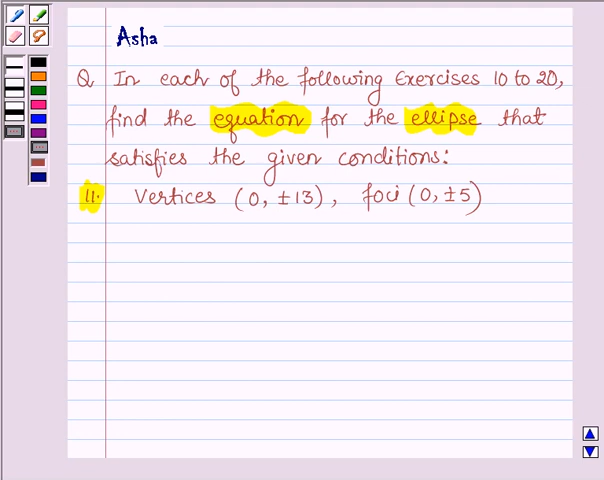 Asha
Q In each of the following Exercises 10 to 20,
find the equation for the ellipse that
satisfies the given conditions:
11. Vertices (0, ±13), foci (0, ±5)